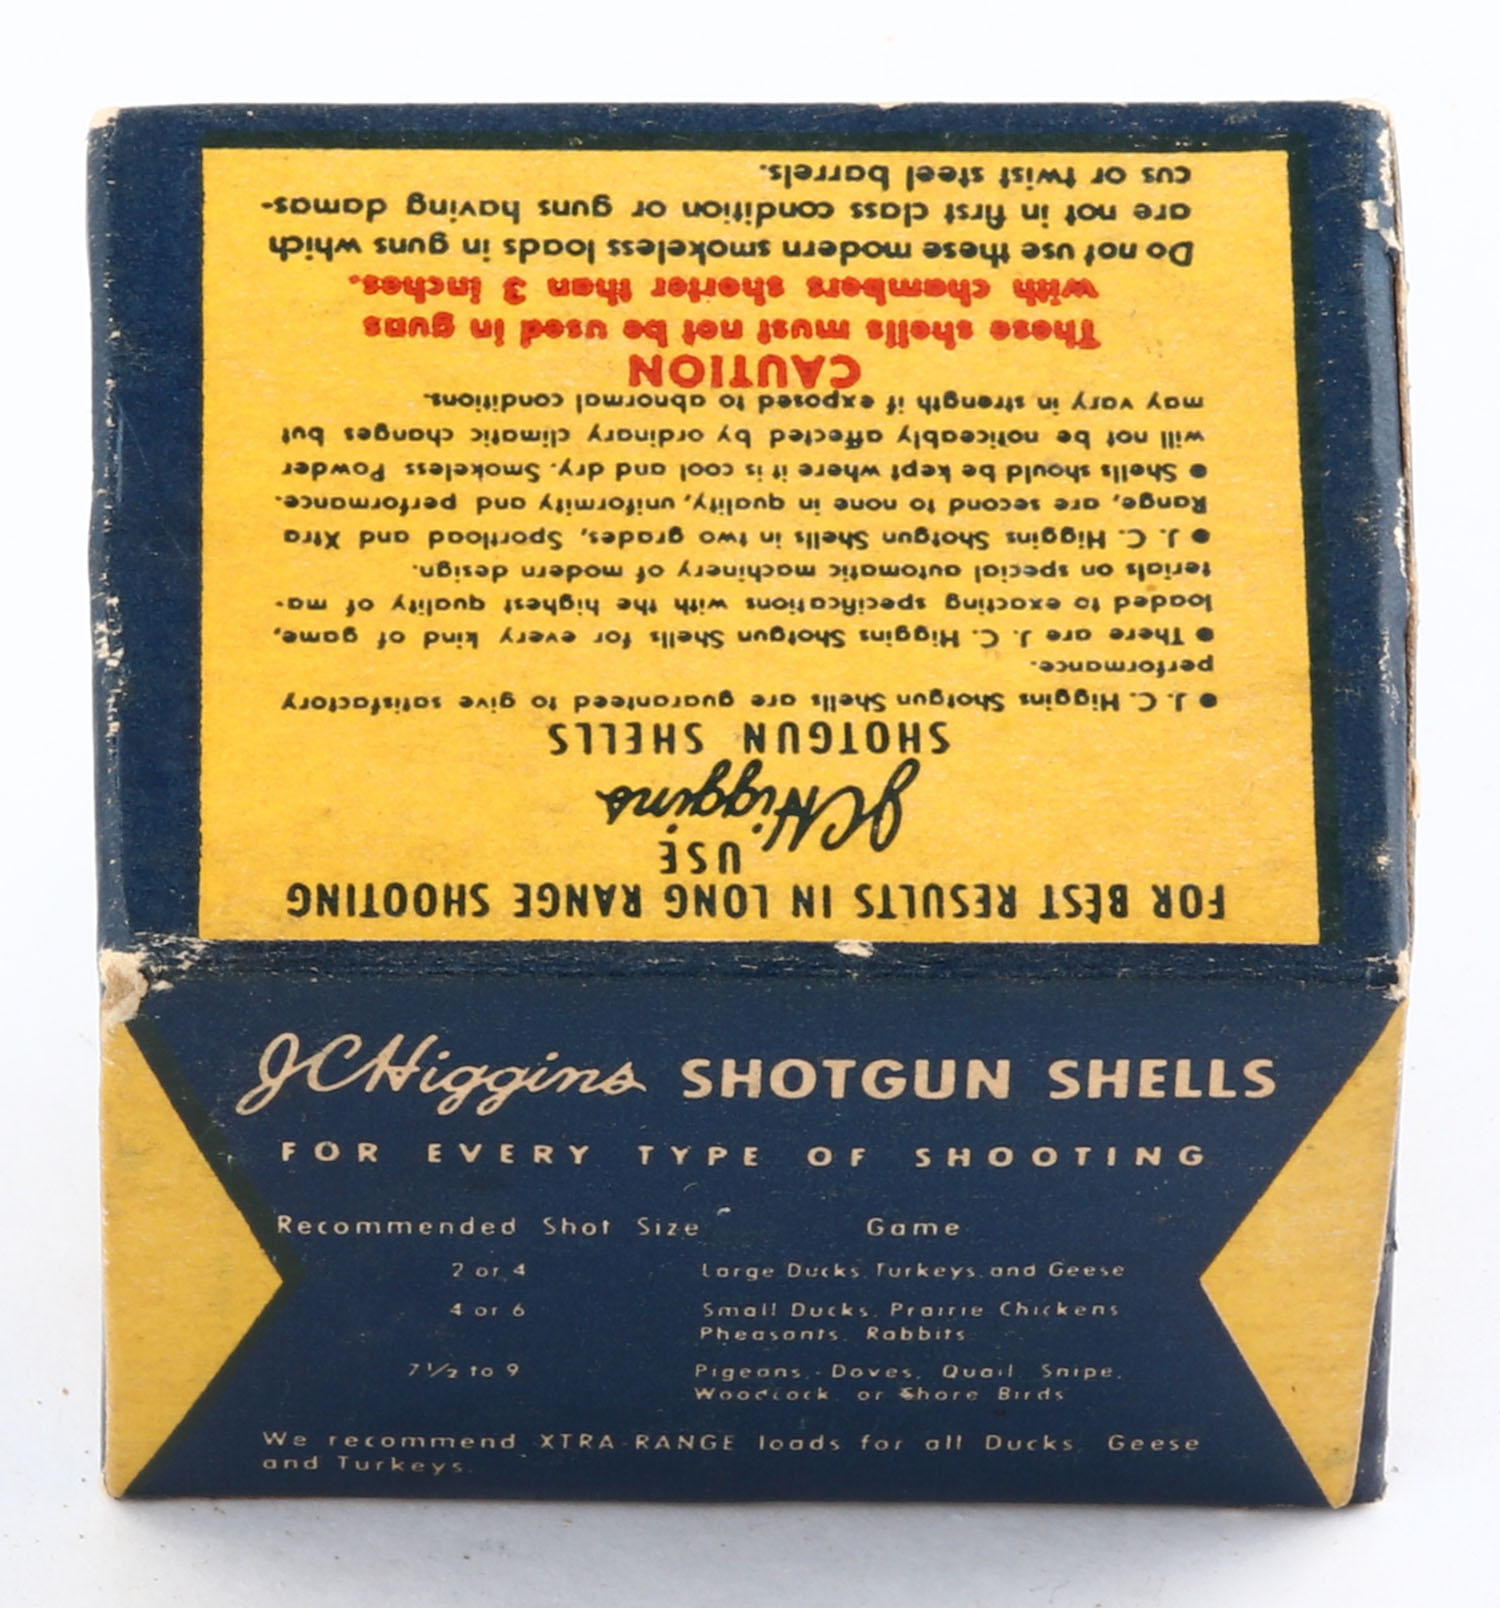 FOR BEST RESULTS IN LONG RANGE SHOOTING
USE
J.C. Higgins
SHOTGUN SHELLS
• J. C. Higgins Shotgun Shells are guaranteed to give satisfactory
performance.
• There are J. C. Higgins Shotgun Shells for every kind of game,
loaded to exacting specifications with the highest quality of ma-
terials on special automatic machinery of modern design.
• J. C. Higgins Shotgun Shells in two grades, Sportload and Xtra
Range, are second to none in quality, uniformity and performance.
• Shells should be kept where it is cool and dry. Smokeless Powder
will not be noticeably affected by ordinary climatic changes but
may vary in strength if exposed to abnormal conditions.
CAUTION
These shells must not be used in guns
with chambers shorter than 3 inches.
Do not use these modern smokeless loads in guns which
are not in first class condition or guns having damas-
cus or twist steel barrels.
J.C. Higgins SHOTGUN SHELLS
FOR EVERY TYPE OF SHOOTING
Recommended Shot Size Game
2 or 4 Large Ducks, Turkeys, and Geese
4 or 6 Small Ducks, Prairie Chickens
Pheasants, Rabbits
7½ to 9 Pigeons, Doves, Quail, Snipe,
Woodcock, or Shore Birds
We recommend XTRA-RANGE loads for all Ducks, Geese
and Turkeys.